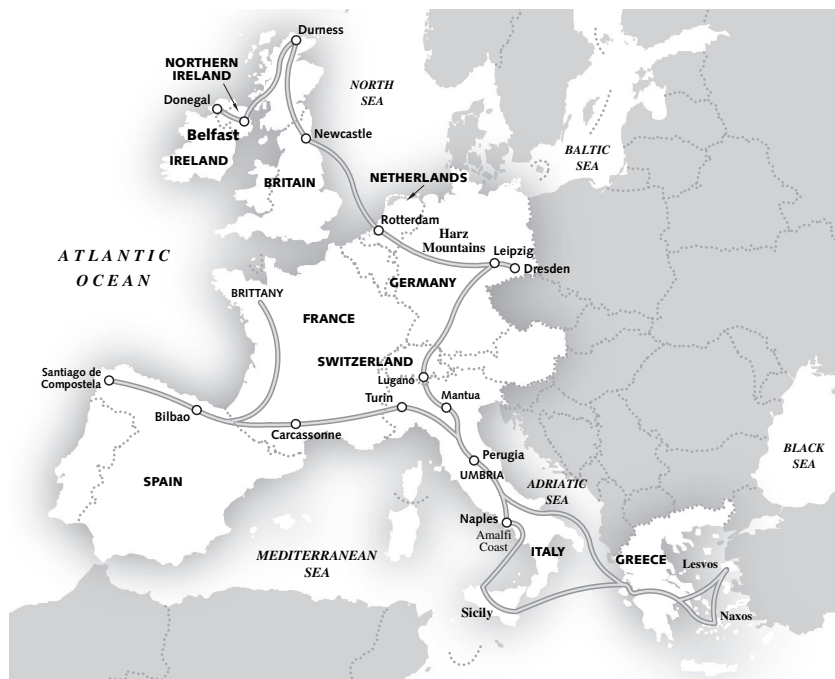 Durness
NORTHERN
IRELAND
NORTH
SEA
Donegal
Belfast
Newcastle
IRELAND
BALTIC
SEA
BRITAIN
NETHERLANDS
Rotterdam
Harz
Mountains
Leipzig
Dresden
ATLANTIC
OCEAN
GERMANY
BRITTANY
FRANCE
SWITZERLAND
Santiago de
Compostela
Lugano
Turin
Mantua
Bilbao
Carcassonne
BLACK
SEA
Perugia
UMBRIA
SPAIN
ADRIATIC
SEA
Naples
Amalfi
Coast
ITALY
MEDITERRANEAN
SEA
GREECE
Lesvos
Sicily
Naxos